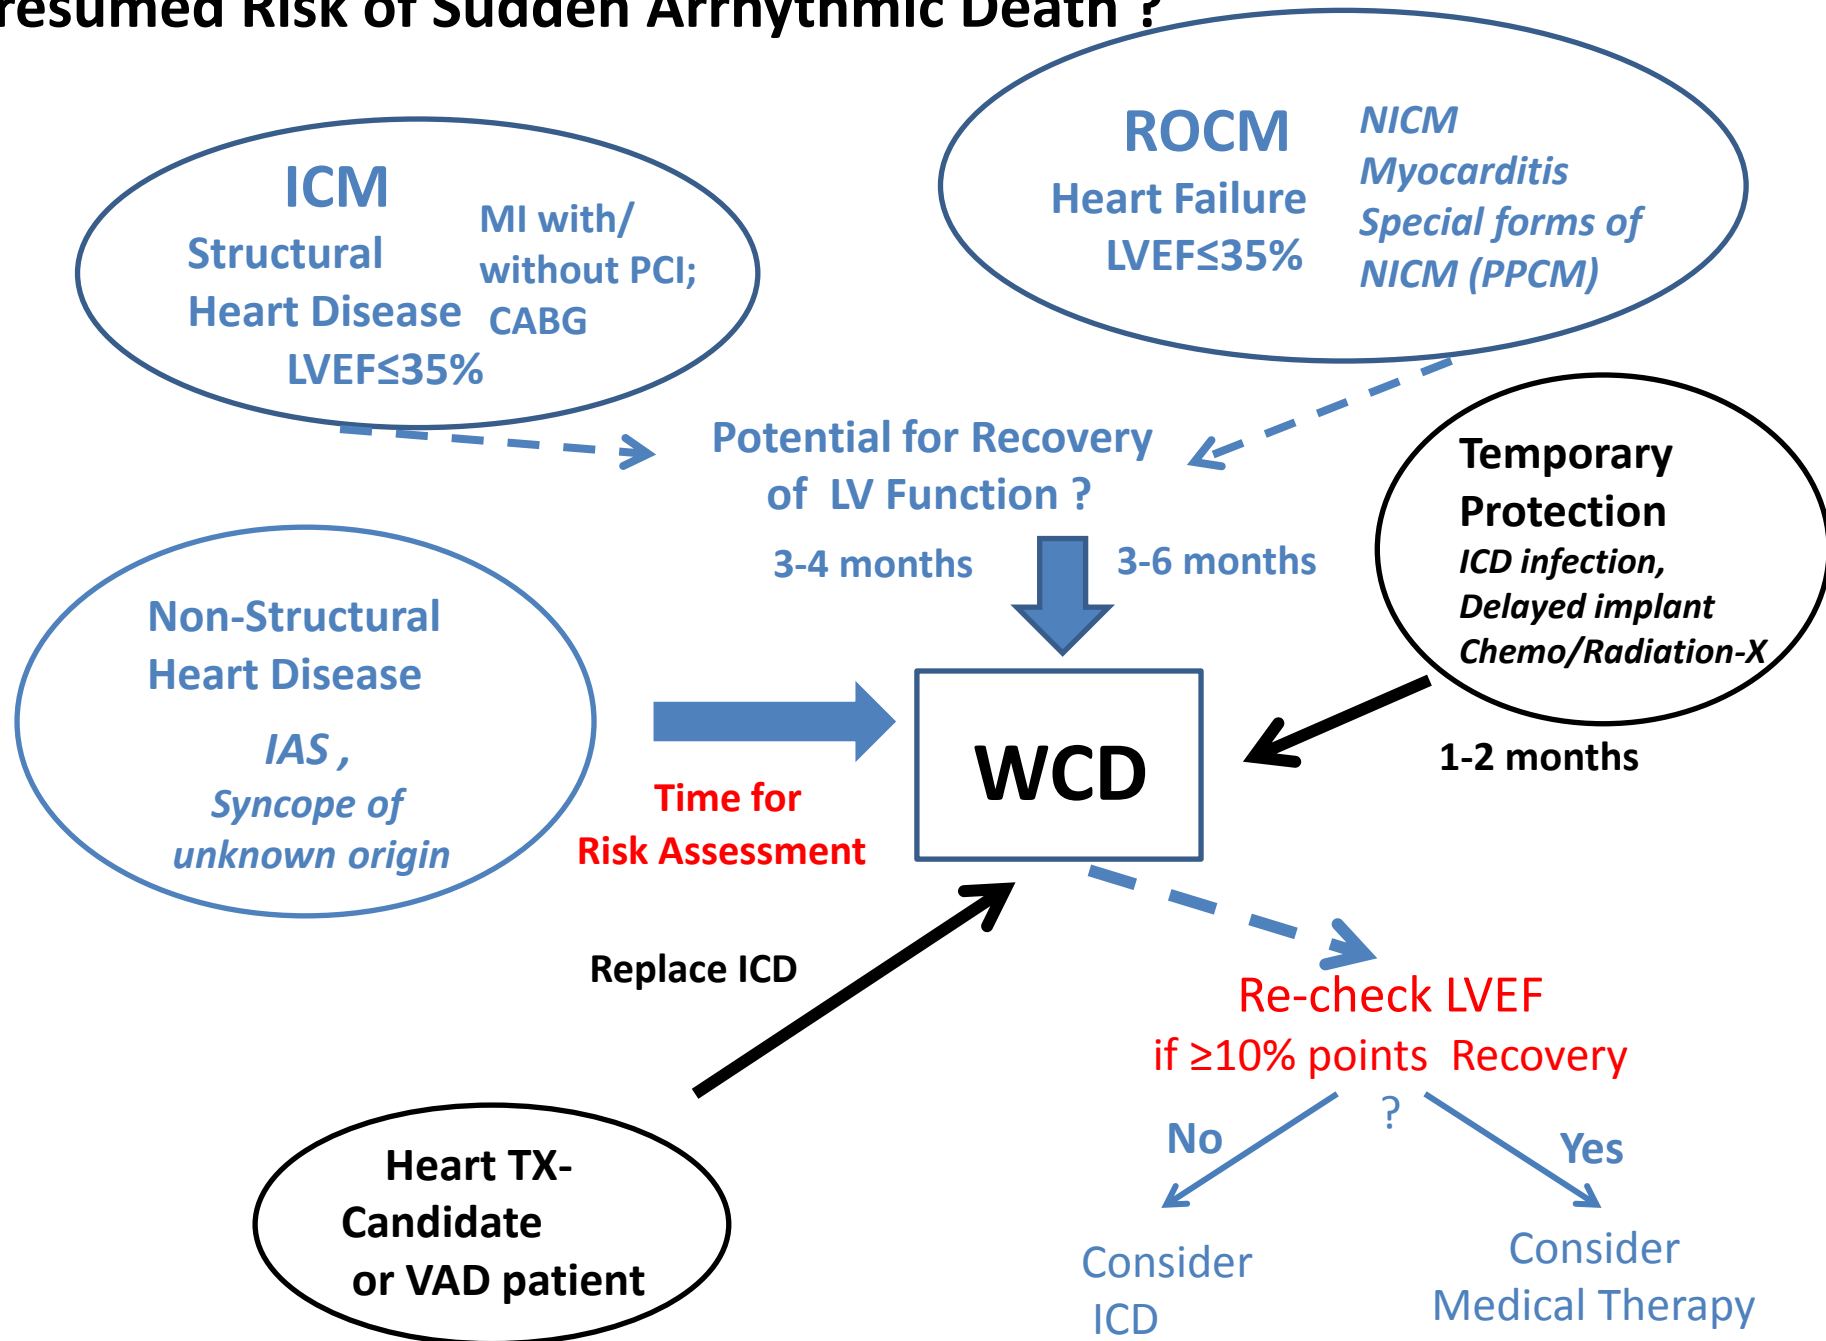 resumed Risk of Sudden Arrhythmic Death ?
ICM
Structural
Heart Disease
LVEF≤35%
MI with/
without PCI;
CABG
ROCM
Heart Failure
LVEF≤35%
NICM
Myocarditis
Special forms of
NICM (PPCM)
Potential for Recovery
of LV Function ?
3-4 months
3-6 months
Temporary
Protection
ICD infection,
Delayed implant
Chemo/Radiation-X
1-2 months
Non-Structural
Heart Disease
IAS ,
Syncope of
unknown origin
Time for
Risk Assessment
WCD
Replace ICD
Heart TX-
Candidate
or VAD patient
Re-check LVEF
if ≥10% points Recovery
?
No
Yes
Consider
ICD
Consider
Medical Therapy